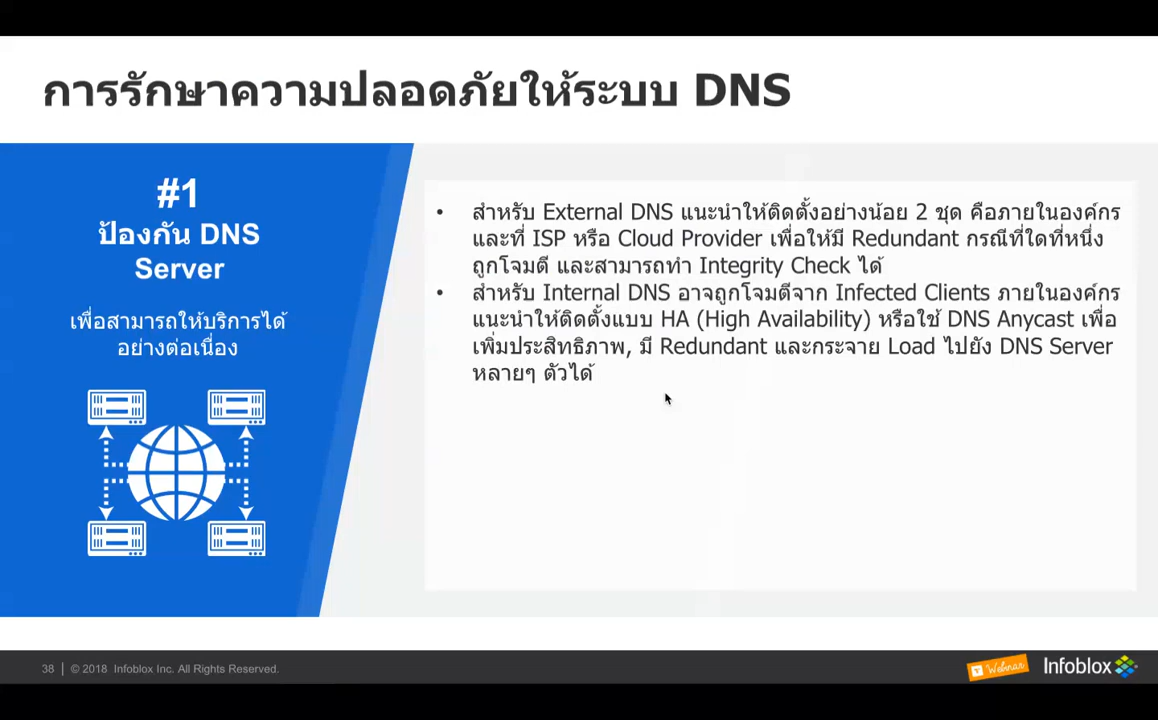 การรักษาความปลอดภัยให้ระบบ DNS
#1
ป้องกัน DNS
Server
เพื่อสามารถให้บริการได้
อย่างต่อเนื่อง
• สำหรับ External DNS แนะนำให้ติดตั้งอย่างน้อย 2 ชุด คือภายในองค์กร
และที่ ISP หรือ Cloud Provider เพื่อให้มี Redundant กรณีที่ใดที่หนึ่ง
ถูกโจมตี และสามารถทำ Integrity Check ได้
• สำหรับ Internal DNS อาจถูกโจมตีจาก Infected Clients ภายในองค์กร
แนะนำให้ติดตั้งแบบ HA (High Availability) หรือใช้ DNS Anycast เพื่อ
เพิ่มประสิทธิภาพ, มี Redundant และกระจาย Load ไปยัง DNS Server
หลายๆ ตัวได้
38 | © 2018 Infoblox Inc. All Rights Reserved.
Webinar
Infoblox